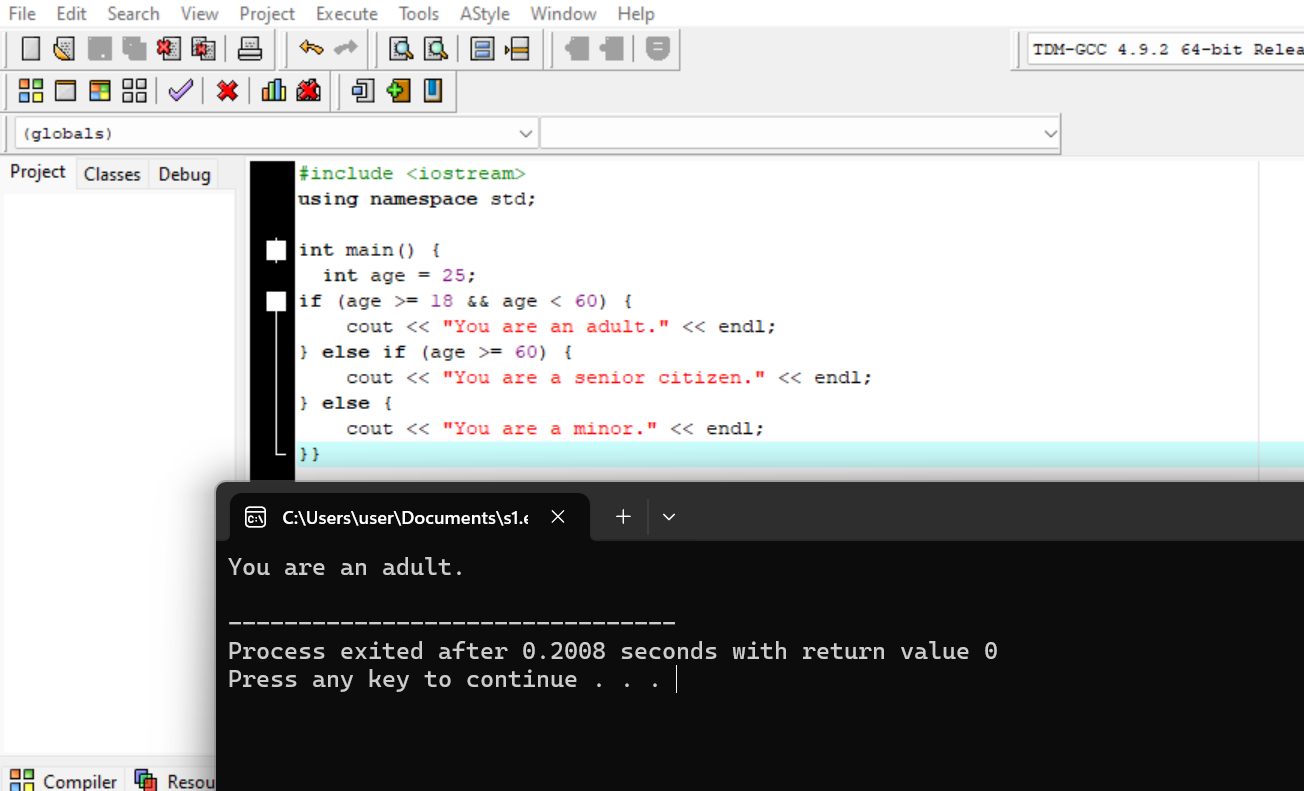 File Edit Search View Project Execute Tools AStyle Window Help
TDM-GCC 4.9.2 64-bit
(globals)
Project Classes Debug
#include <iostream>
using namespace std;
int main() {
  int age = 25;
if (age >= 18 && age < 60) {
    cout << "You are an adult." << endl;
} else if (age >= 60) {
    cout << "You are a senior citizen." << endl;
} else {
    cout << "You are a minor." << endl;
}}
C:\Users\user\Documents\s1.e
You are an adult.
--------------------------------
Process exited after 0.2008 seconds with return value 0
Press any key to continue . . .
Compiler